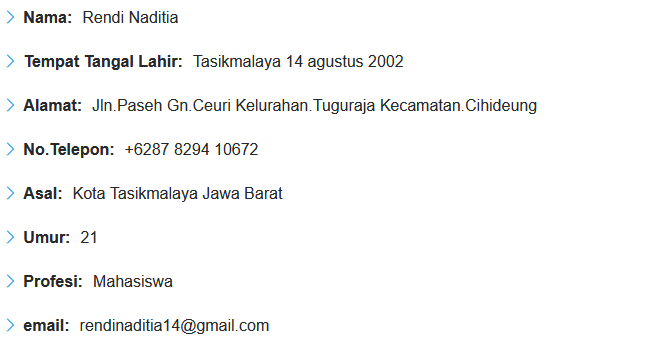 Nama: Rendi Naditia
Tempat Tangal Lahir: Tasikmalaya 14 agustus 2002
Alamat: Jln.Paseh Gn.Ceuri Kelurahan.Tuguraja Kecamatan.Cihideung
No.Telepon: +6287 8294 10672
Asal: Kota Tasikmalaya Jawa Barat
Umur: 21
Profesi: Mahasiswa
email: rendinaditia14@gmail.com